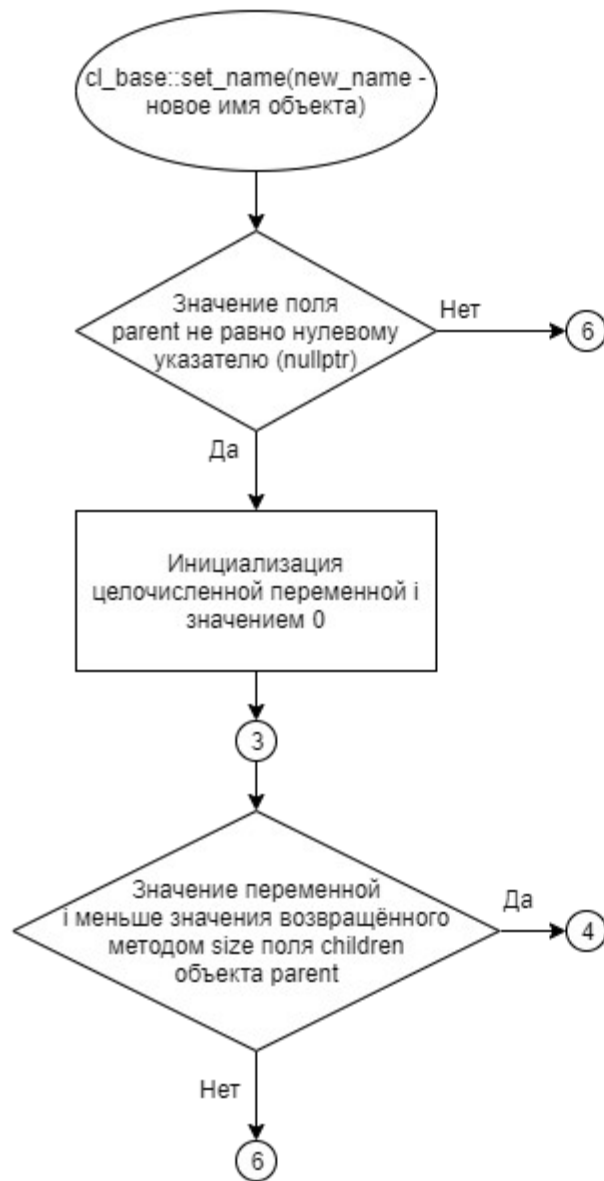 cl_base::set_name(new_name -
новое имя объекта)
Значение поля
parent не равно нулевому
указателю (nullptr)
Нет
6
Да
Инициализация
целочисленной переменной i
значением 0
3
Значение переменной
i меньше значения возвращённого
методом size поля children
объекта parent
Да
4
Нет
6